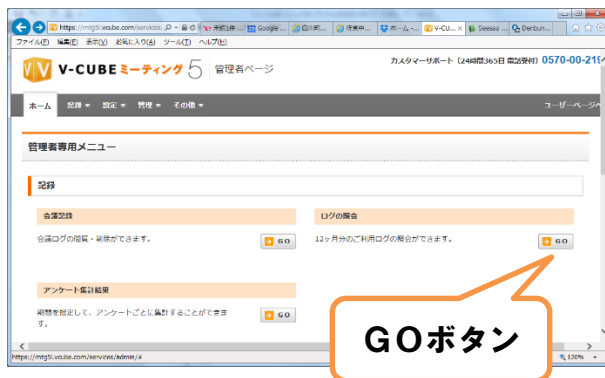 https://mtg5i.vcube.com/services/
Google ...
V-CU...
Seesaa ...
ファイル(F) 編集(E) 表示(V) お気に入り(A) ツール(T) ヘルプ(H)
V-CUBE ミーティング 5 管理者ページ
カスタマーサポート (24時間365日 電話受付) 0570-00-219
ホーム 記録 設定 管理 その他 ユーザーページへ
管理者専用メニュー
記録
会議記録
会議ログの閲覧・削除ができます。
GO
ログの照会
12ヶ月分のご利用ログの照会ができます。
GO
アンケート集計結果
期間を指定して、アンケートごとに集計することができま
す。
GO
GOボタン
https://mtg5i.vcube.com/services/admin/#
120%